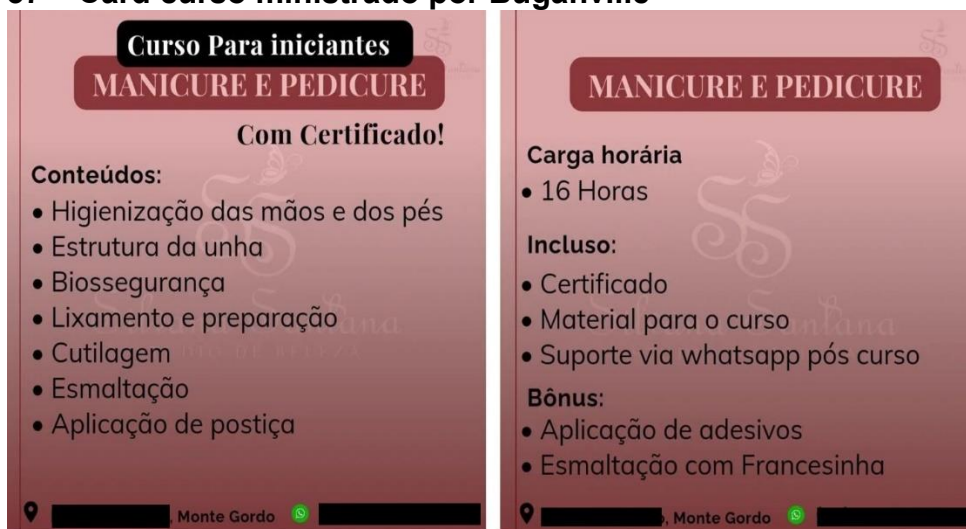 Card curso ministrado por Buganville
Curso Para iniciantes
MANICURE E PEDICURE
Com Certificado!
Conteúdos:
• Higienização das mãos e dos pés
• Estrutura da unha
• Biossegurança
• Lixamento e preparação
• Cutilagem
• Esmaltação
• Aplicação de postiça
, Monte Gordo
MANICURE E PEDICURE
Carga horária
• 16 Horas
Incluso:
• Certificado
• Material para o curso
• Suporte via whatsapp pós curso
Bônus:
• Aplicação de adesivos
• Esmaltação com Francesinha
, Monte Gordo